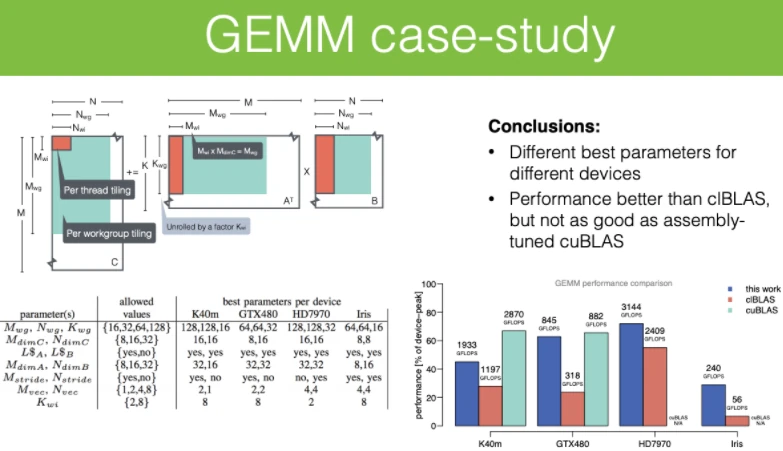 GEMM case-study
N
Nwg
Nwi
Mwi
Mwg
M
Per thread tiling
Per workgroup tiling
C
+=
M
Mwg
Mwi
K
Kwg
Mwi x MdimC = Mwg
AT
Unrolled by a factor Kwi
X
N
Nwg
Nwi
B
Conclusions:
• Different best parameters for
different devices
• Performance better than clBLAS,
but not as good as assembly-
tuned cuBLAS
allowed best parameters per device
parameter(s) values K40m GTX480 HD7970 Iris
Mwg, Nwg, Kwg {16,32,64,128} 128,128,16 64,64,32 128,128,32 64,64,16
MdimC, NdimC {8,16,32} 16,16 8,16 16,16 8,8
L$A, L$B {yes,no} yes, yes yes, yes yes, yes yes, yes
MdimA, NdimB {8,16,32} 32,16 32,32 32,32 8,16
Mstride, Nstride {yes,no} yes, no yes, no no, yes yes, yes
Mvec, Nvec {1,2,4,8} 2,1 2,2 4,4 4,4
Kwi {2,8} 8 8 2 8
GEMM performance comparison
performance [% of device-peak]
100
80
60
40
20
0
1933 GFLOPS
1197 GFLOPS
2870 GFLOPS
845 GFLOPS
318 GFLOPS
882 GFLOPS
3144 GFLOPS
2409 GFLOPS
cuBLAS N/A
240 GFLOPS
56 GFLOPS
cuBLAS N/A
this work
clBLAS
cuBLAS
K40m GTX480 HD7970 Iris